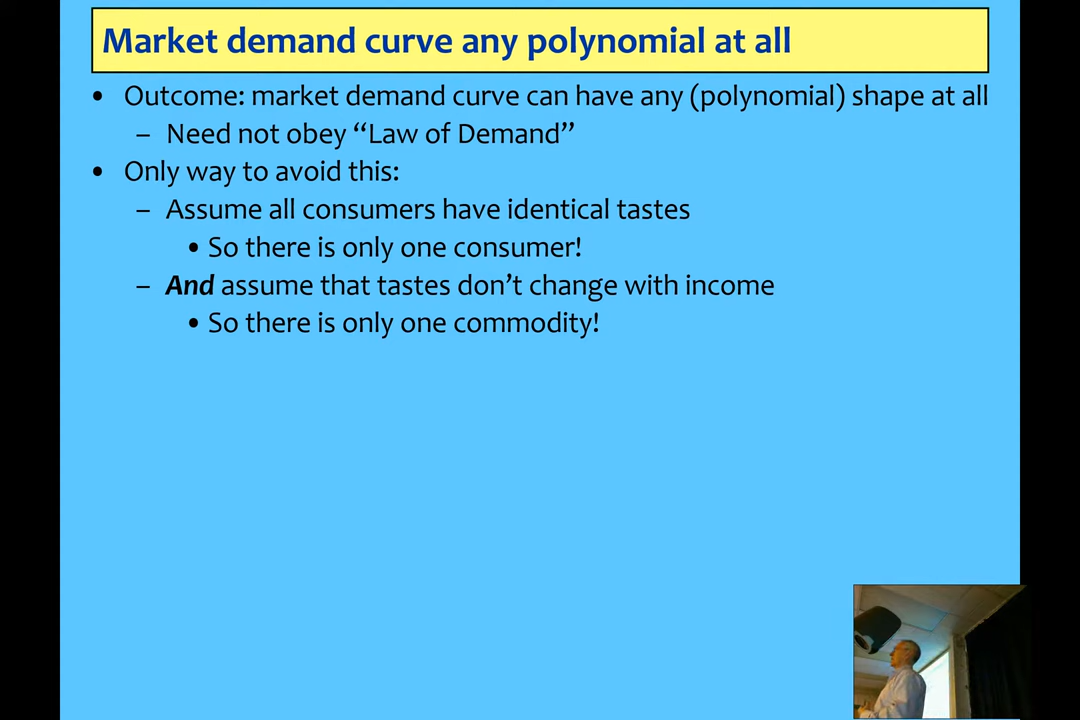 Market demand curve any polynomial at all
• Outcome: market demand curve can have any (polynomial) shape at all
– Need not obey “Law of Demand”
• Only way to avoid this:
– Assume all consumers have identical tastes
• So there is only one consumer!
– And assume that tastes don’t change with income
• So there is only one commodity!